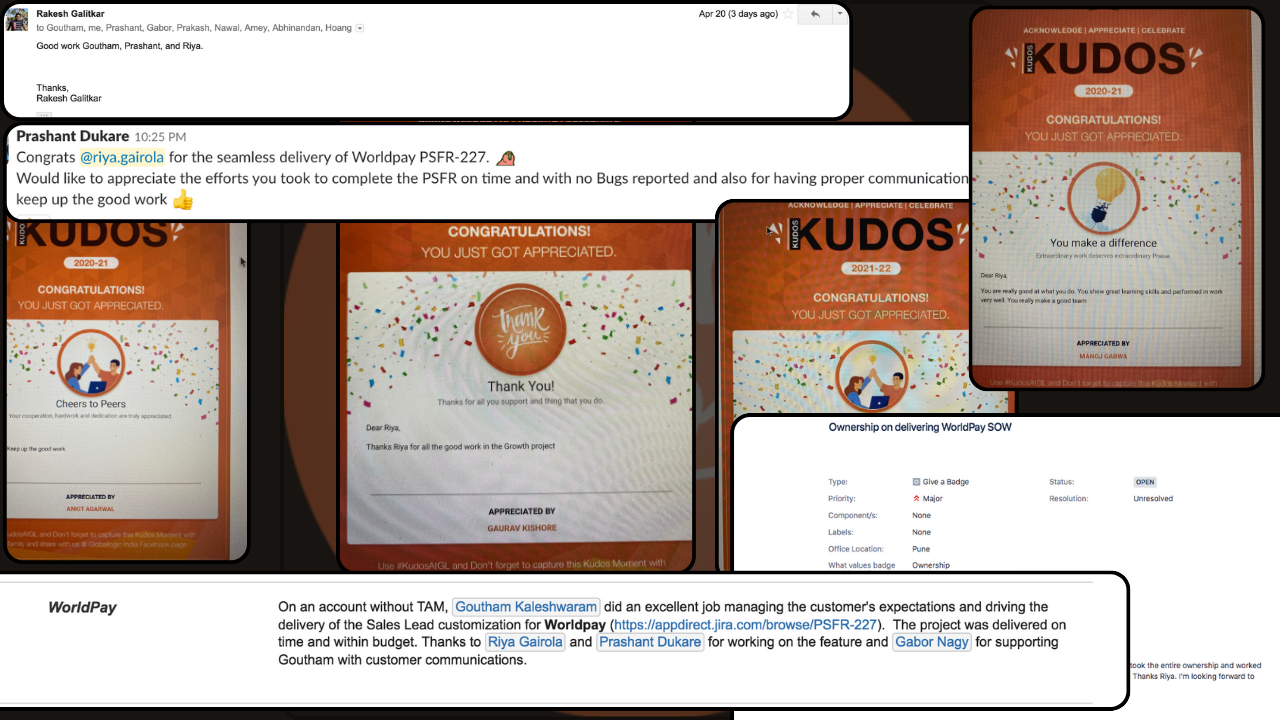 Rakesh Galitkar
Apr 20 (3 days ago)
to Goutham, me, Prashant, Gabor, Prakash, Nawal, Amey, Abhinandan, Hoang
Good work Goutham, Prashant, and Riya.
Thanks,
Rakesh Galitkar
Prashant Dukare 10:25 PM
Congrats @riya.gairola for the seamless delivery of Worldpay PSFR-227.
Would like to appreciate the efforts you took to complete the PSFR on time and with no Bugs reported and also for having proper communication
keep up the good work
ACKNOWLEDGE | APPRECIATE | CELEBRATE
KUDOS
KUDOS
2020-21
CONGRATULATIONS!
YOU JUST GOT APPRECIATED.
You make a difference
Extraordinary work deserves extraordinary Praise.
Dear Riya,
You are really good at what you do. You show great learning skills and performed in work
very well. You really make a good team
APPRECIATED BY
MANOJ GARWA
Use #KudosAtGL and Don't forget to capture this Kudos Moment with
KUDOS
KUDOS
2020-21
CONGRATULATIONS!
YOU JUST GOT APPRECIATED.
Cheers to Peers
Your cooperation, hardwork and dedication are truly appreciated.
Keep up the good work
APPRECIATED BY
ANKIT AGARWAL
KudosAtGL and Don't forget to capture this Kudos Moment with
family and share with us @ Globallogic India Facebook page
CONGRATULATIONS!
YOU JUST GOT APPRECIATED.
thank you
Thank You!
Thanks for all you support and thing that you do.
Dear Riya,
Thanks Riya for all the good work in the Growth project
APPRECIATED BY
GAURAV KISHORE
Use #KudosAtGL and Don't forget to capture this Kudos Moment with
ACKNOWLEDGE | APPRECIATE | CELEBRATE
KUDOS
KUDOS
2021-22
CONGRATULATIONS!
YOU JUST GOT APPRECIATED.
Ownership on delivering WorldPay SOW
Type: Give a Badge Status: OPEN
Priority: Major Resolution: Unresolved
Component/s: None
Labels: None
Office Location: Pune
What values badge Ownership
took the entire ownership and worked
Thanks Riya. I'm looking forward to
WorldPay
On an account without TAM, Goutham Kaleshwaram did an excellent job managing the customer's expectations and driving the
delivery of the Sales Lead customization for Worldpay (https://appdirect.jira.com/browse/PSFR-227). The project was delivered on
time and within budget. Thanks to Riya Gairola and Prashant Dukare for working on the feature and Gabor Nagy for supporting
Goutham with customer communications.